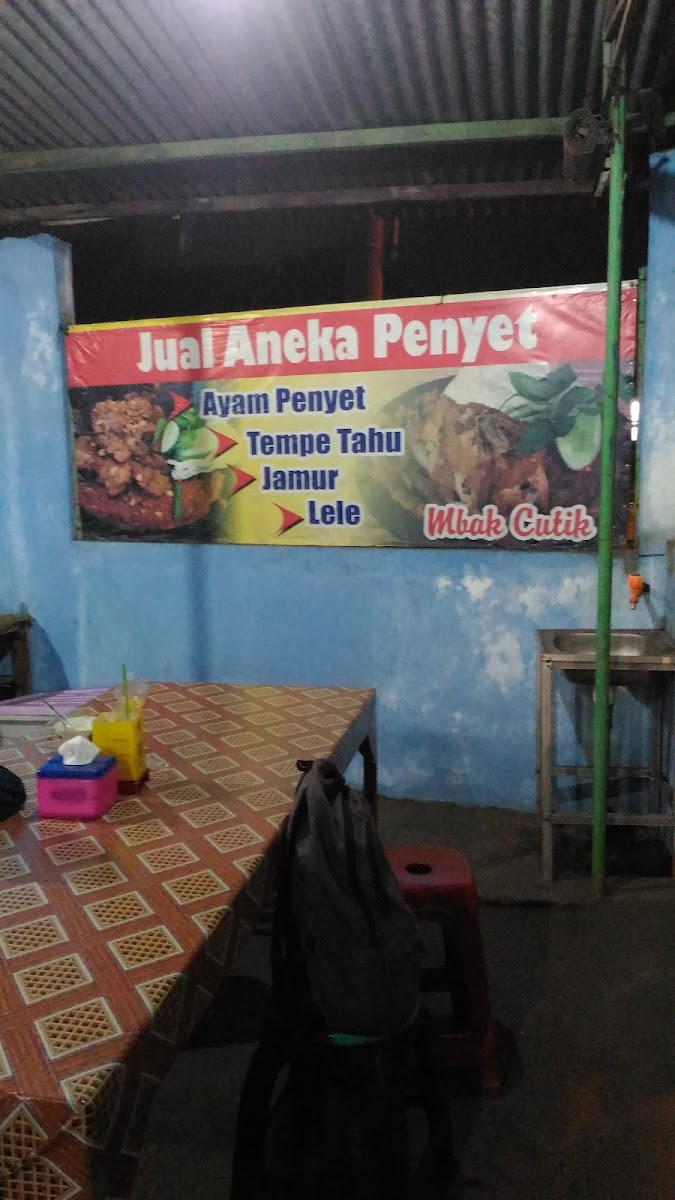 Jual Aneka Penyet
Ayam Penyet
Tempe Tahu
Jamur
Lele
Mbak Cutik